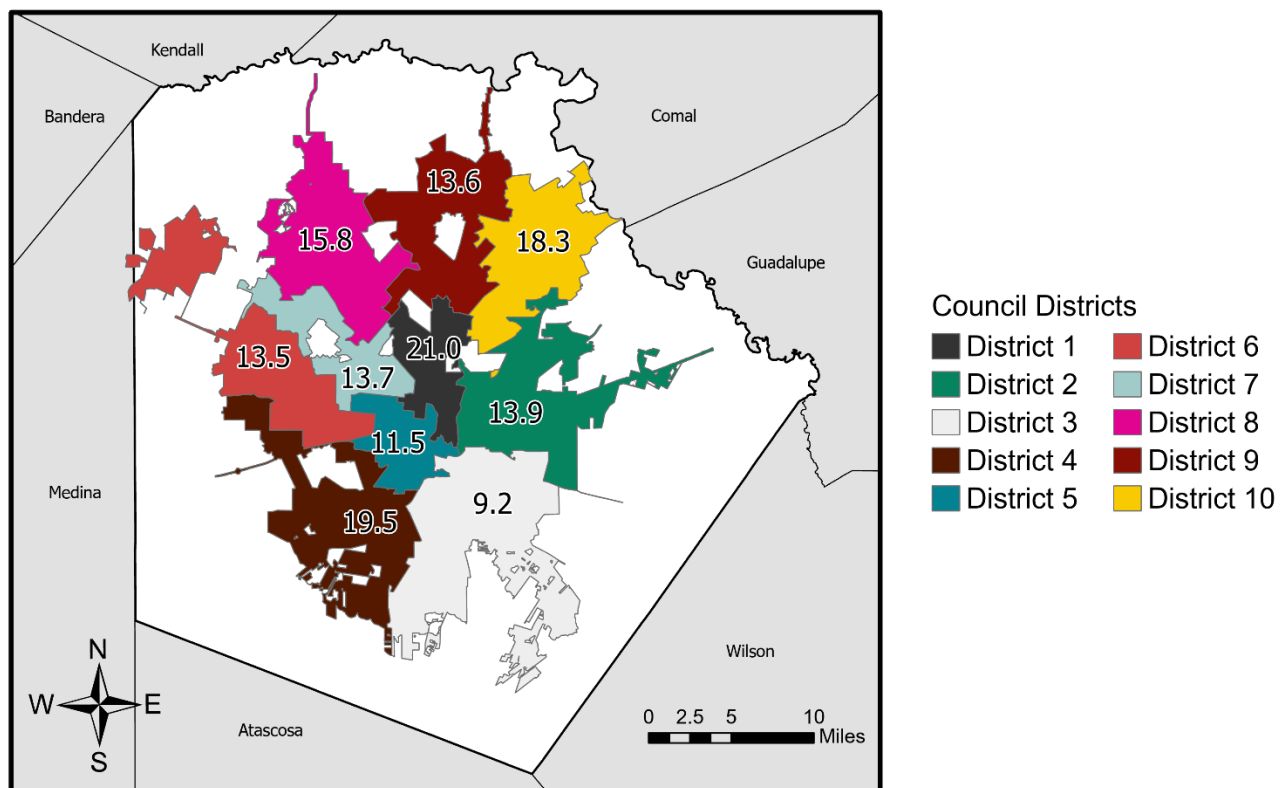 Kendall
Bandera
Comal
13.6
15.8
18.3
Guadalupe
21.0
13.5
13.7
13.9
11.5
9.2
Medina
19.5
Wilson
Atascosa
N
W E
S
0 2.5 5 10
Miles
Council Districts
District 1
District 2
District 3
District 4
District 5
District 6
District 7
District 8
District 9
District 10